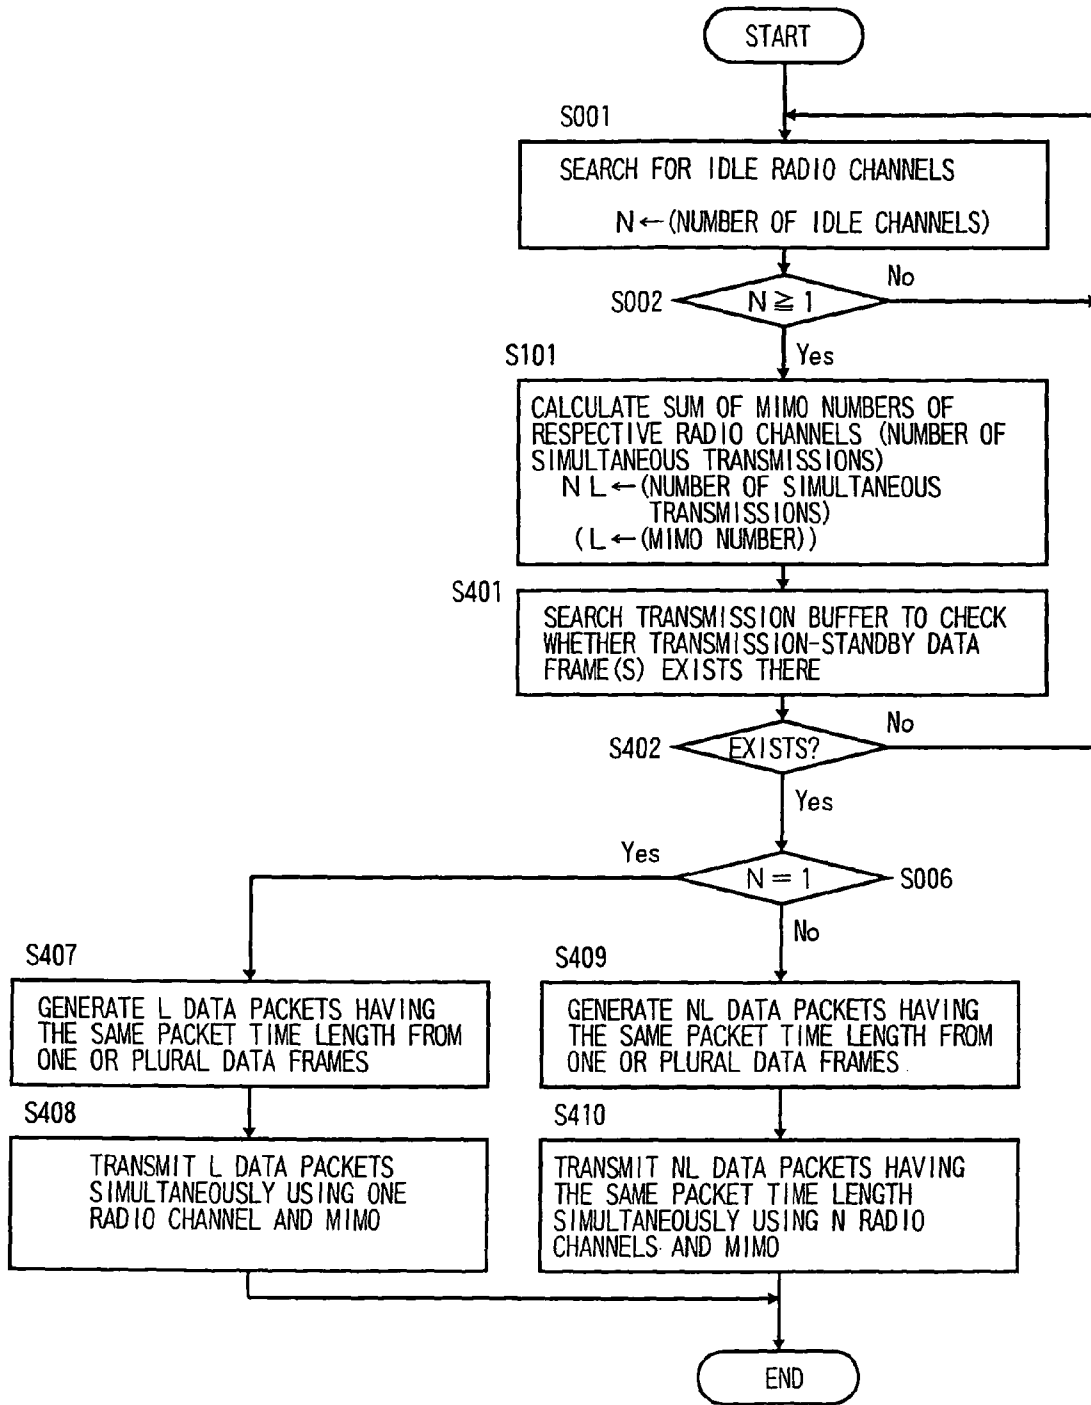 START
S001
SEARCH FOR IDLE RADIO CHANNELS
N←(NUMBER OF IDLE CHANNELS)
S002
N≧1
No
Yes
S101
CALCULATE SUM OF MIMO NUMBERS OF
RESPECTIVE RADIO CHANNELS (NUMBER OF
SIMULTANEOUS TRANSMISSIONS)
NL←(NUMBER OF SIMULTANEOUS
TRANSMISSIONS)
(L←(MIMO NUMBER))
S401
SEARCH TRANSMISSION BUFFER TO CHECK
WHETHER TRANSMISSION-STANDBY DATA
FRAME(S) EXISTS THERE
S402
EXISTS?
No
Yes
Yes
N=1
S006
No
S407
GENERATE L DATA PACKETS HAVING
THE SAME PACKET TIME LENGTH FROM
ONE OR PLURAL DATA FRAMES
S409
GENERATE NL DATA PACKETS HAVING
THE SAME PACKET TIME LENGTH FROM
ONE OR PLURAL DATA FRAMES
S408
TRANSMIT L DATA PACKETS
SIMULTANEOUSLY USING ONE
RADIO CHANNEL AND MIMO
S410
TRANSMIT NL DATA PACKETS HAVING
THE SAME PACKET TIME LENGTH
SIMULTANEOUSLY USING N RADIO
CHANNELS AND MIMO
END